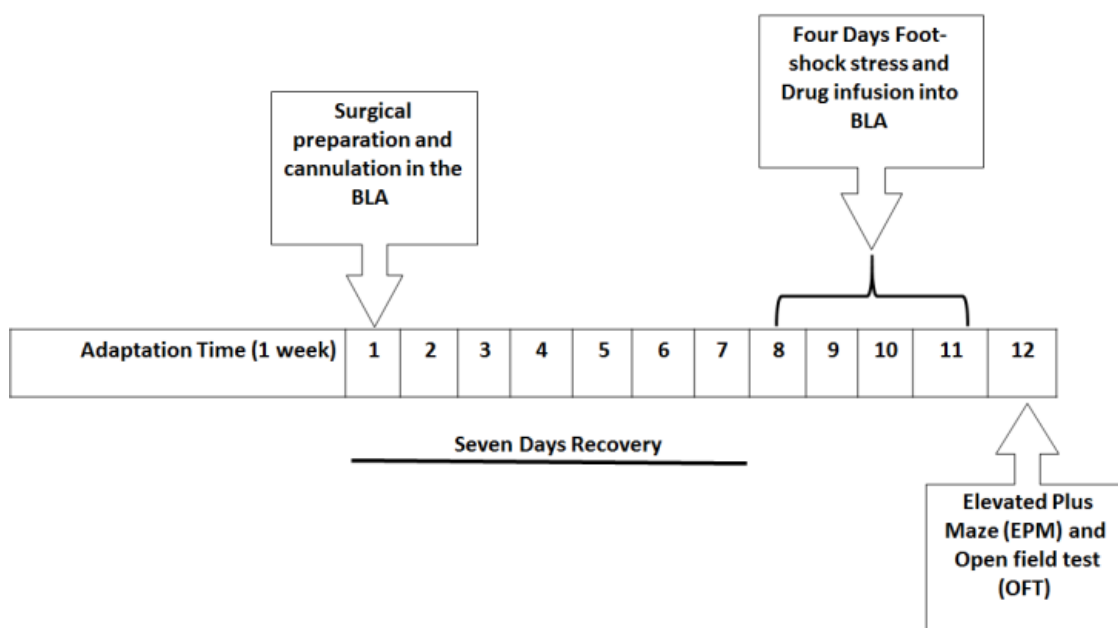 Surgical
preparation and
cannulation in the
BLA
Four Days Foot-
shock stress and
Drug infusion into
BLA
Adaptation Time (1 week) 1 2 3 4 5 6 7 8 9 10 11 12
Seven Days Recovery
Elevated Plus
Maze (EPM) and
Open field test
(OFT)